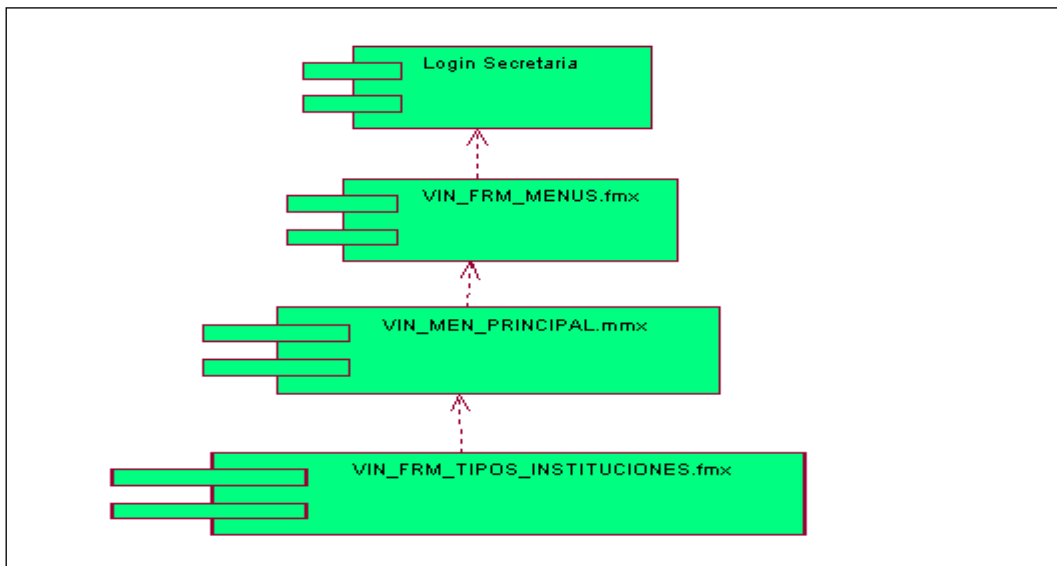 Login Secretaria
VIN_FRM_MENUS.fmx
VIN_MEN_PRINCIPAL.mmx
VIN_FRM_TIPOS_INSTITUCIONES.fmx